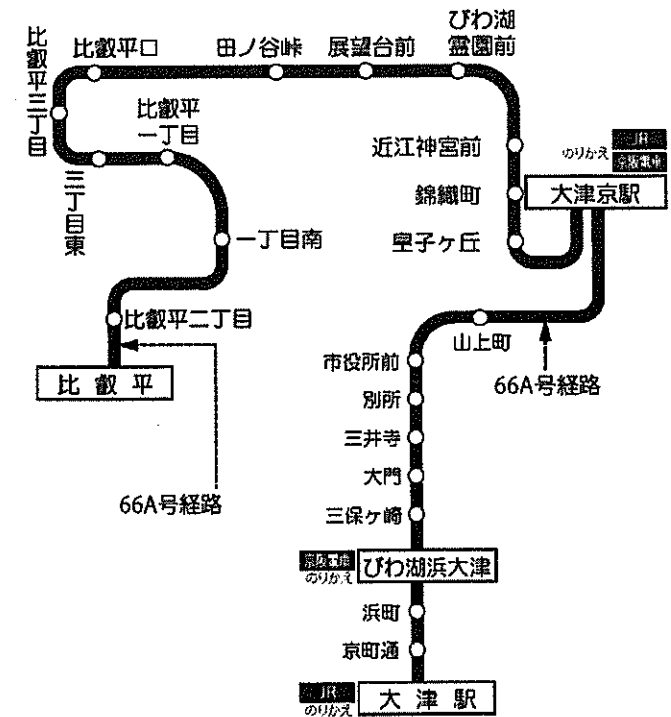 びわ湖
霊園前
比叡平口
田ノ谷峠
展望台前
比叡平三丁目
比叡平
一丁目
三丁目東
近江神宮前
JR
のりかえ
京阪電車
大津京駅
錦織町
皇子ヶ丘
一丁目南
比叡平二丁目
比叡平
66A号経路
山上町
66A号経路
市役所前
別所
三井寺
大門
三保ヶ崎
京阪電車
のりかえ
びわ湖浜大津
浜町
京町通
JR
のりかえ
大津駅